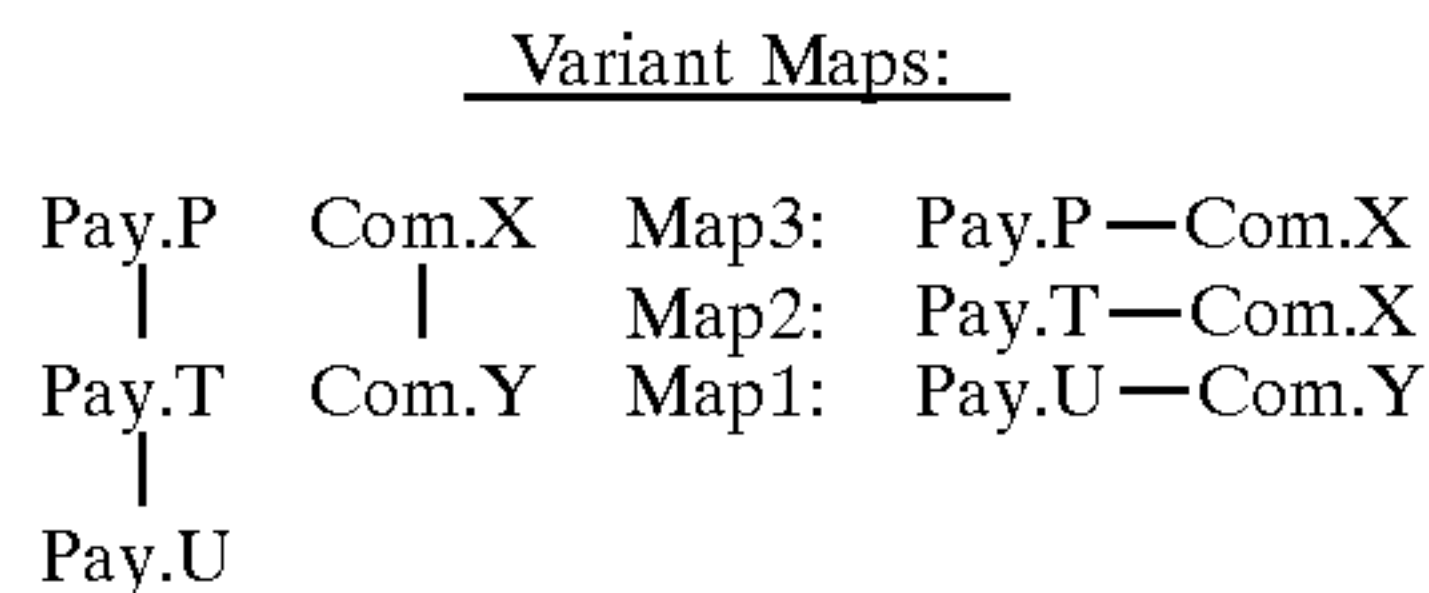 Variant Maps:
Pay.P Com.X Map3: Pay.P—Com.X
Map2: Pay.T—Com.X
Pay.T Com.Y Map1: Pay.U—Com.Y
Pay.U